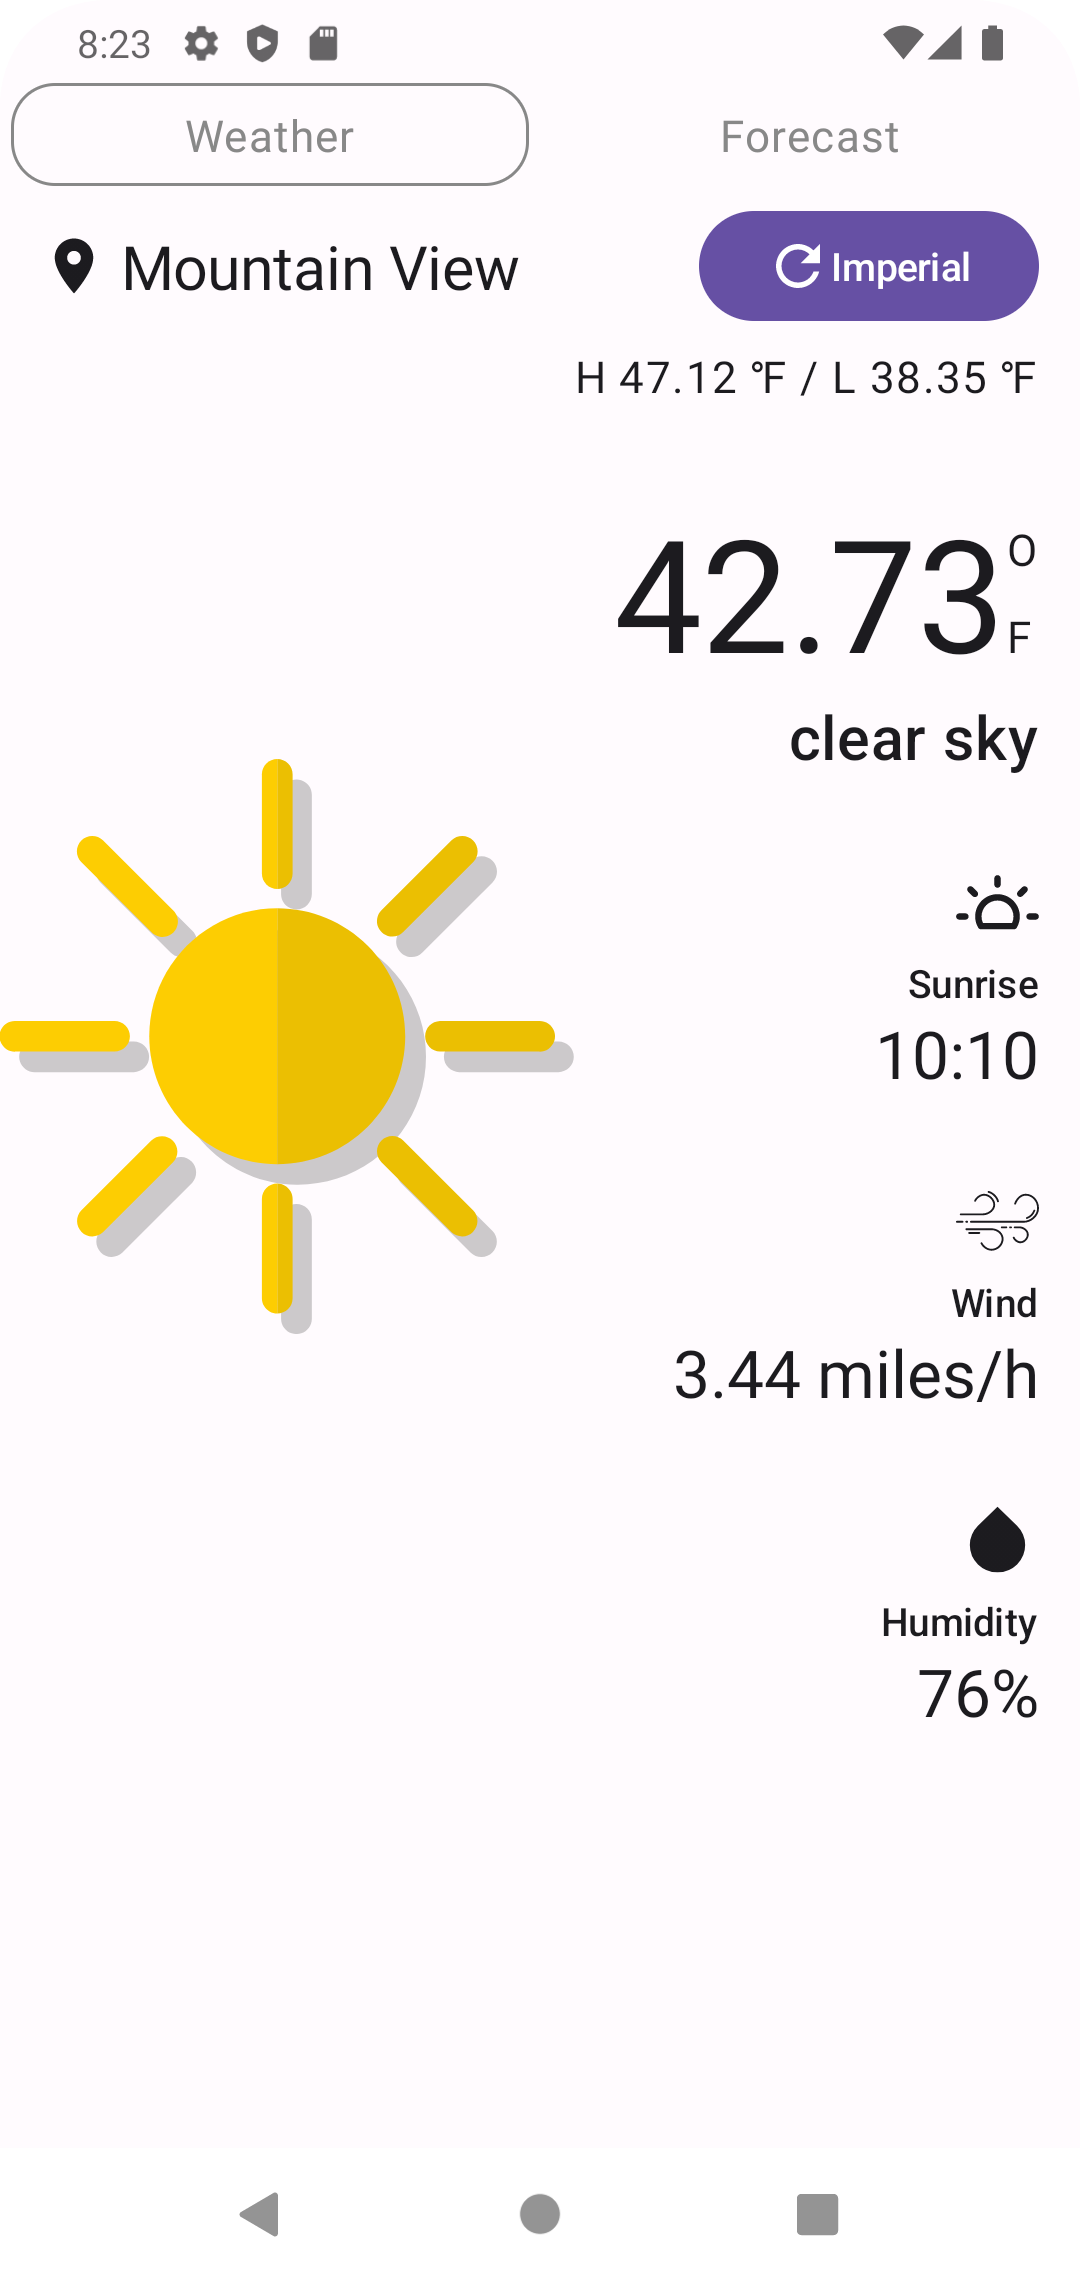 8:23
Weather
Forecast
Mountain View
Imperial
H 47.12 ℉ / L 38.35 ℉
42.73
O
F
clear sky
Sunrise
10:10
Wind
3.44 miles/h
Humidity
76%